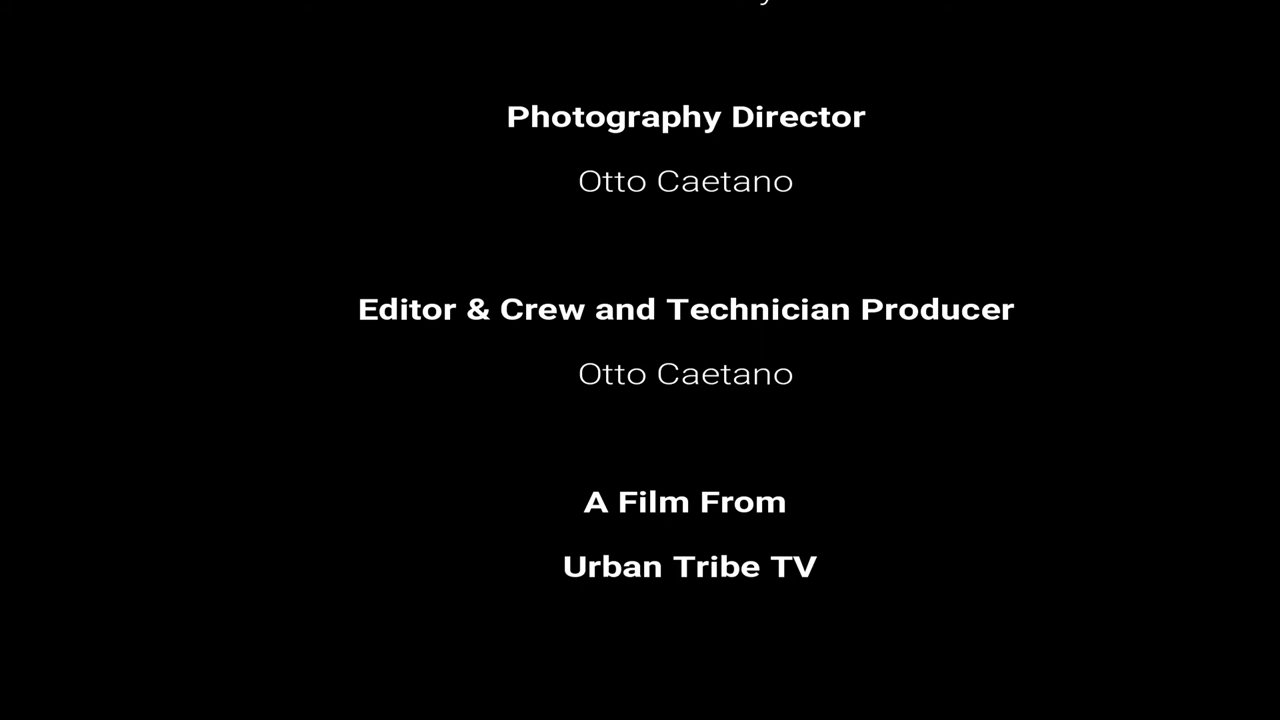 Photography Director
Otto Caetano
Editor & Crew and Technician Producer
Otto Caetano
A Film From
Urban Tribe TV